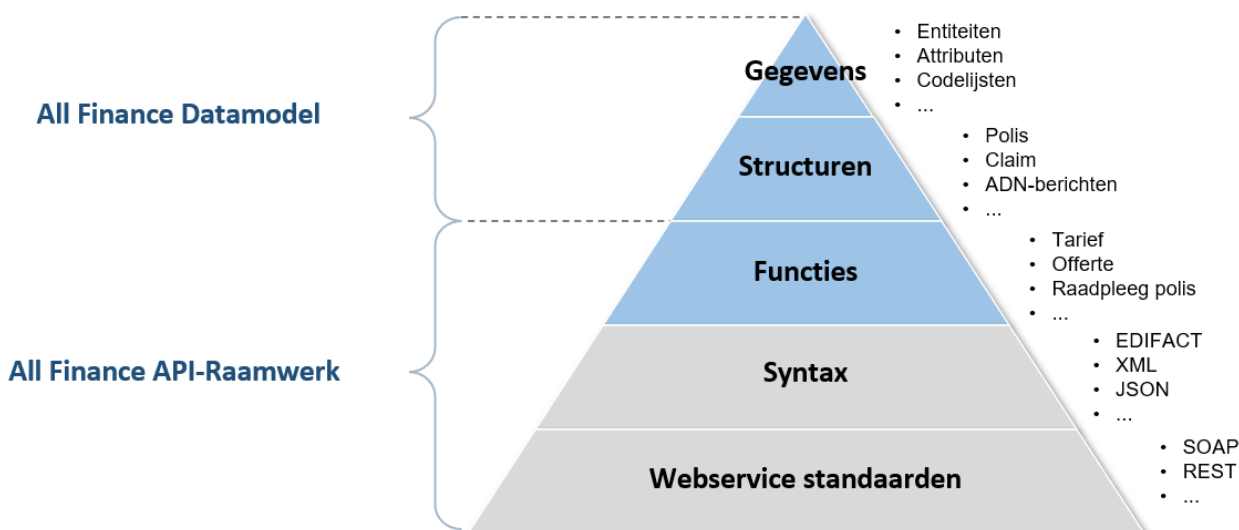 All Finance Datamodel
All Finance API-Raamwerk
Gegevens
• Entiteiten
• Attributen
• Codelijsten
• ...
Structuren
• Polis
• Claim
• ADN-berichten
• ...
Functies
• Tarief
• Offerte
• Raadpleeg polis
• ...
Syntax
• EDIFACT
• XML
• JSON
• ...
Webservice standaarden
• SOAP
• REST
• ...